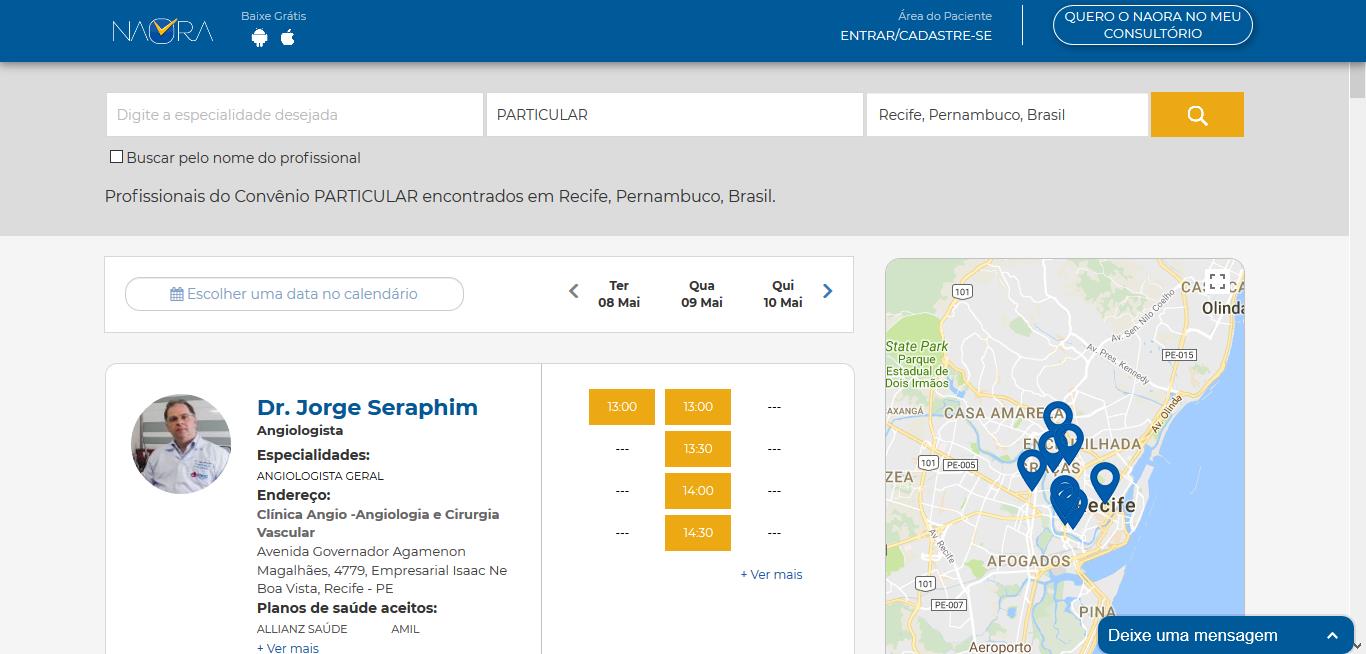 NAORA
Baixe Grátis
Área do Paciente
ENTRAR/CADASTRE-SE
QUERO O NAORA NO MEU
CONSULTÓRIO
Digite a especialidade desejada
PARTICULAR
Recife, Pernambuco, Brasil
Buscar pelo nome do profissional
Profissionais do Convênio PARTICULAR encontrados em Recife, Pernambuco, Brasil.
Escolher uma data no calendário
Ter
08 Mai
Qua
09 Mai
Qui
10 Mai
Dr. Jorge Seraphim
Angiologista
Especialidades:
ANGIOLOGISTA GERAL
Endereço:
Clínica Angio -Angiologia e Cirurgia
Vascular
Avenida Governador Agamenon
Magalhães, 4779, Empresarial Isaac Ne
Boa Vista, Recife - PE
Planos de saúde aceitos:
ALLIANZ SAÚDE AMIL
+ Ver mais
13:00 13:00 ---
--- 13:30 ---
--- 14:00 ---
--- 14:30 ---
+ Ver mais
101
Olinda
Av. Sen. Nilo Coelho
State Park
Parque
Estadual de
Dois Irmãos
PE-015
Av. Pres. Kennedy
AXANGÁ
CASA AMARELA
Av. Olinda
ENCRUZILHADA
101
PE-005
GRAÇAS
ZEA
Recife
Av. Recife
AFOGADOS
101
PE-007
PINA
Aeroporto
Deixe uma mensagem